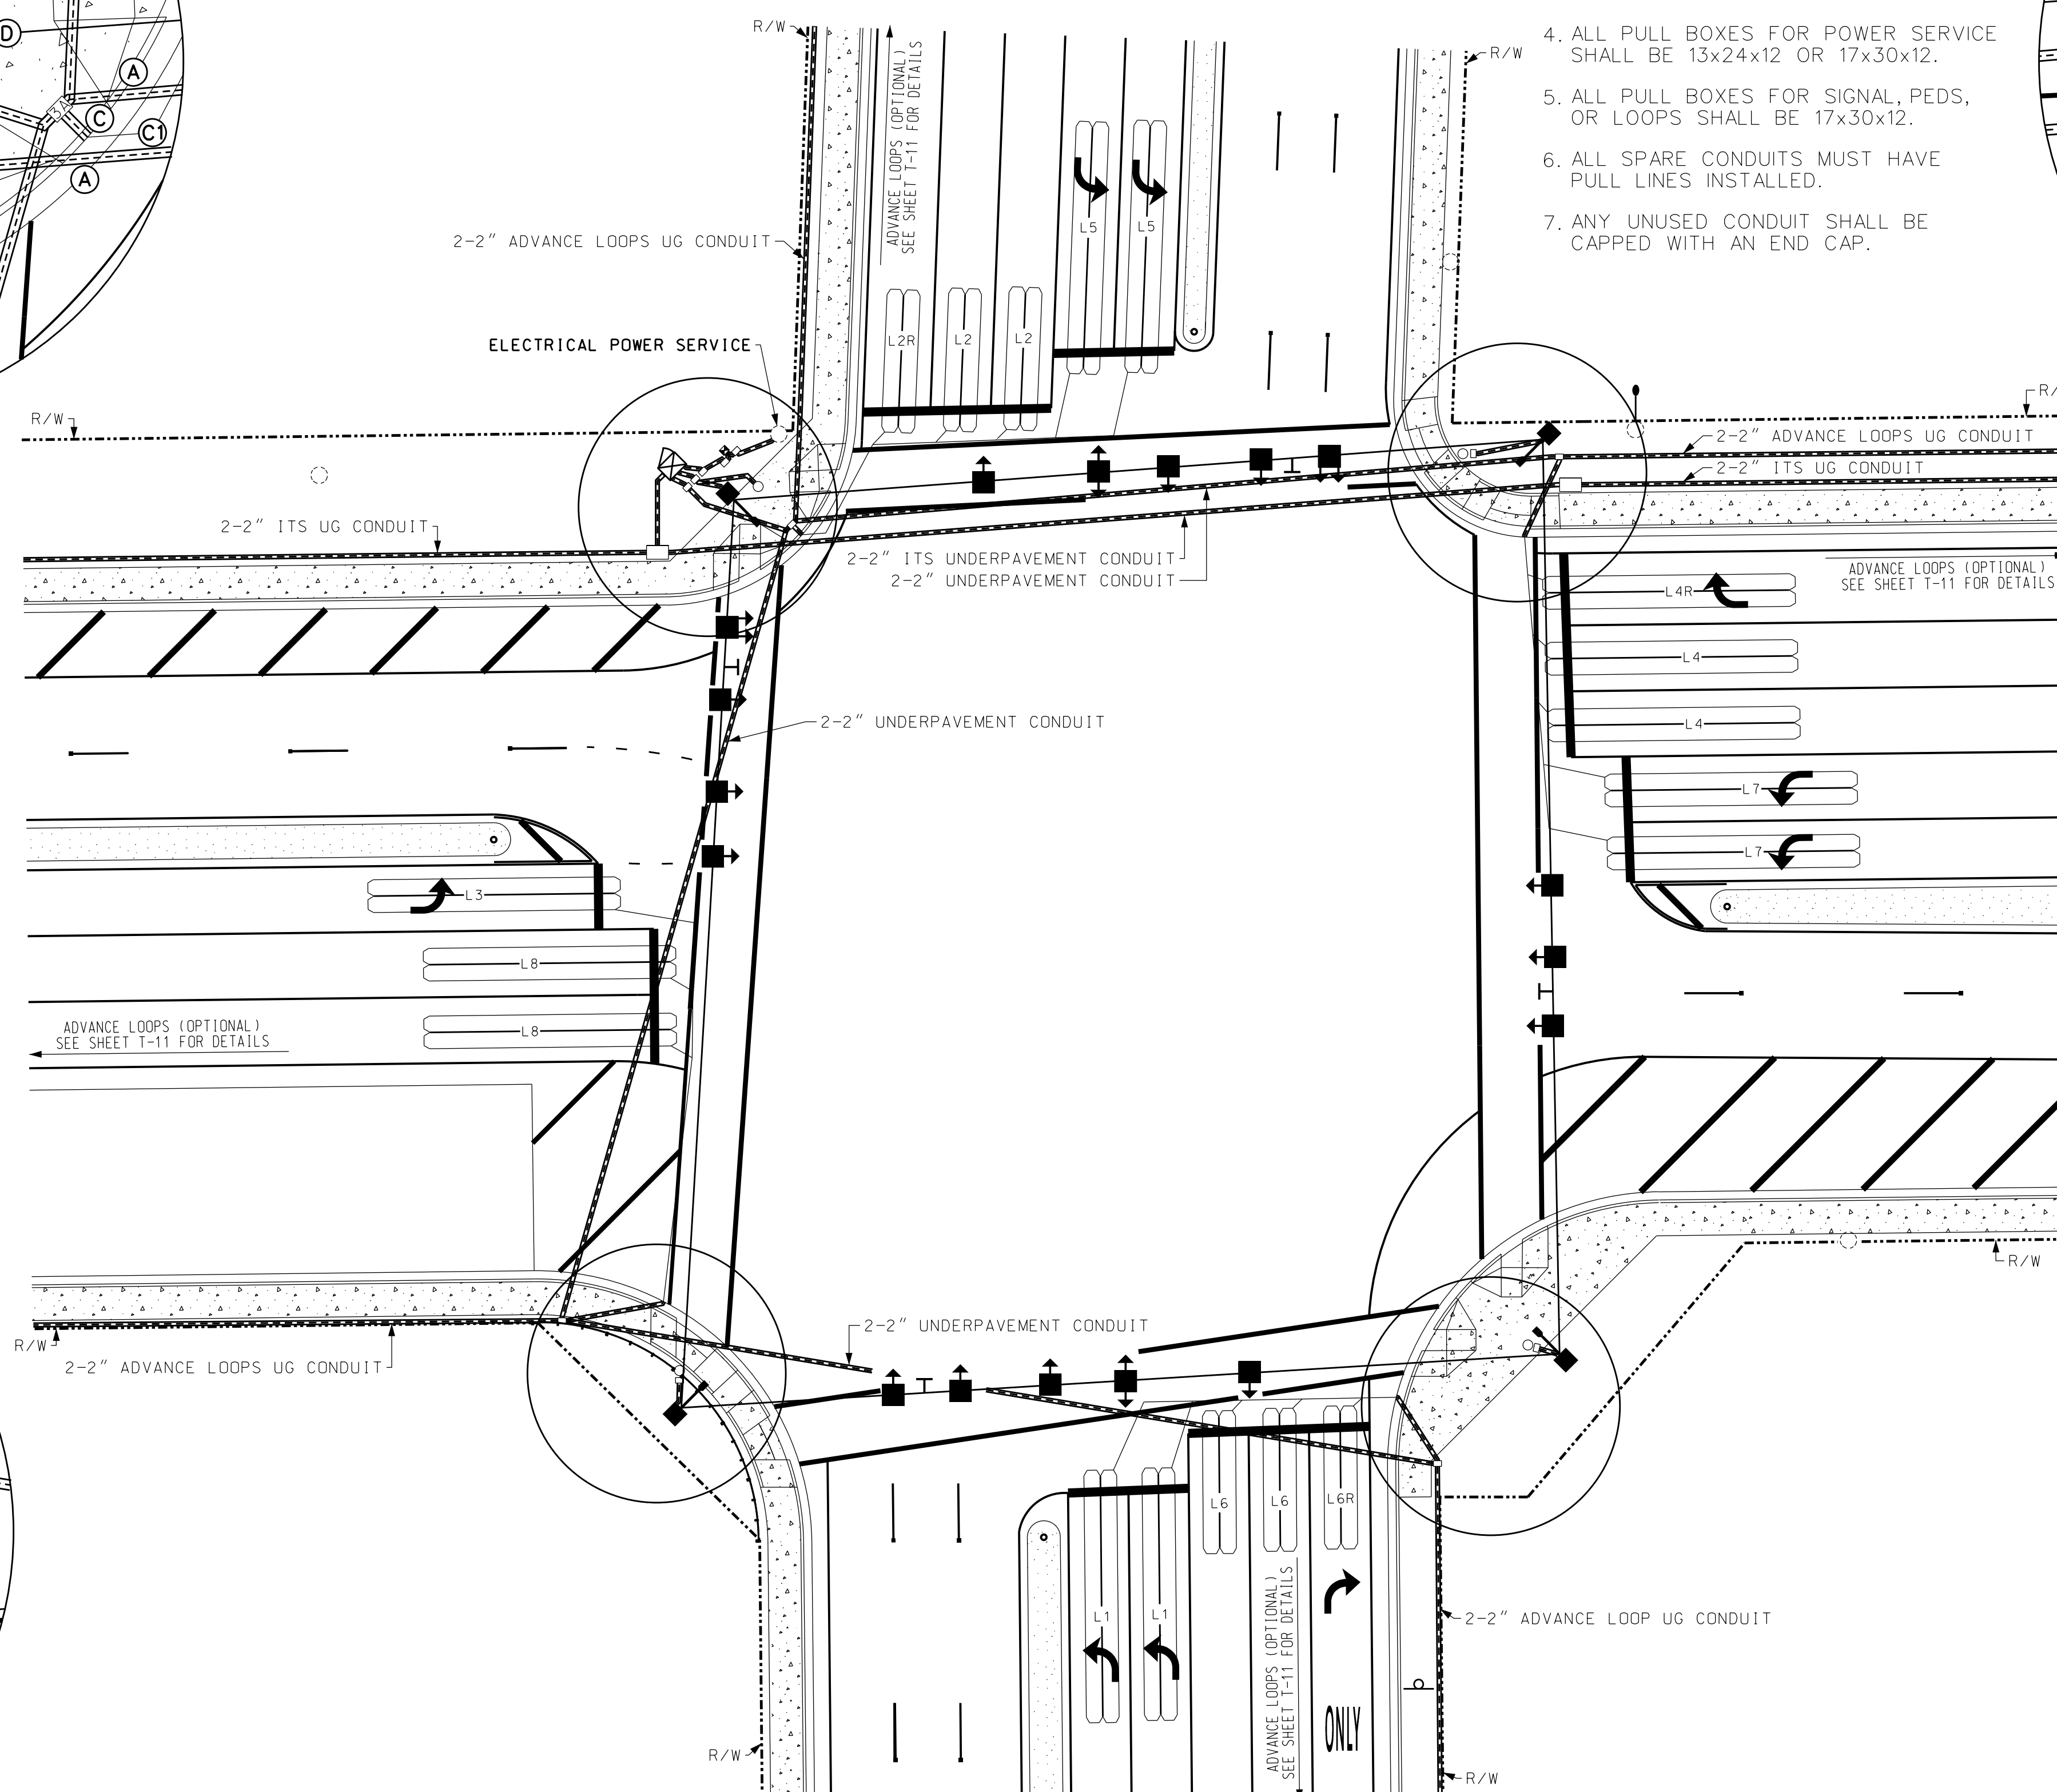 D
A
C
C1
A
3A
R/W
ADVANCE LOOPS (OPTIONAL)
SEE SHEET T-11 FOR DETAILS
R/W
4. ALL PULL BOXES FOR POWER SERVICE
SHALL BE 13x24x12 OR 17x30x12.
5. ALL PULL BOXES FOR SIGNAL, PEDS,
OR LOOPS SHALL BE 17x30x12.
6. ALL SPARE CONDUITS MUST HAVE
PULL LINES INSTALLED.
7. ANY UNUSED CONDUIT SHALL BE
CAPPED WITH AN END CAP.
2-2" ADVANCE LOOPS UG CONDUIT
L5
L5
ELECTRICAL POWER SERVICE
L2R
L2
L2
R/W
R/
2-2" ADVANCE LOOPS UG CONDUIT
2-2" ITS UG CONDUIT
2-2" ITS UG CONDUIT
2-2" ITS UNDERPAVEMENT CONDUIT
2-2" UNDERPAVEMENT CONDUIT
ADVANCE LOOPS (OPTIONAL)
SEE SHEET T-11 FOR DETAILS
L4R
L4
L4
2-2" UNDERPAVEMENT CONDUIT
L7
L7
L3
L8
L8
ADVANCE LOOPS (OPTIONAL)
SEE SHEET T-11 FOR DETAILS
R/W
2-2" UNDERPAVEMENT CONDUIT
R/W
2-2" ADVANCE LOOPS UG CONDUIT
L6
L6
L6R
L1
L1
ADVANCE LOOPS (OPTIONAL)
SEE SHEET T-11 FOR DETAILS
2-2" ADVANCE LOOP UG CONDUIT
ONLY
R/W
R/W